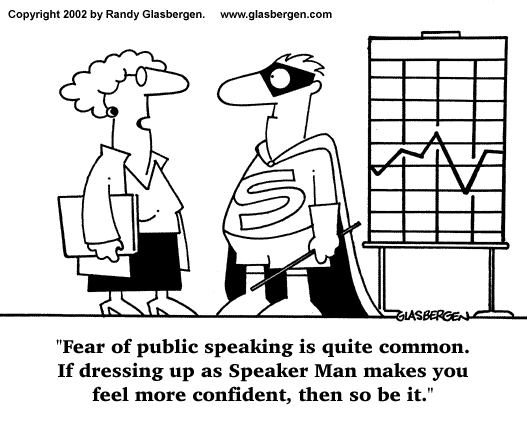 Copyright 2002 by Randy Glasbergen. www.glasbergen.com
S
GLASBERGEN
"Fear of public speaking is quite common.
If dressing up as Speaker Man makes you
feel more confident, then so be it."